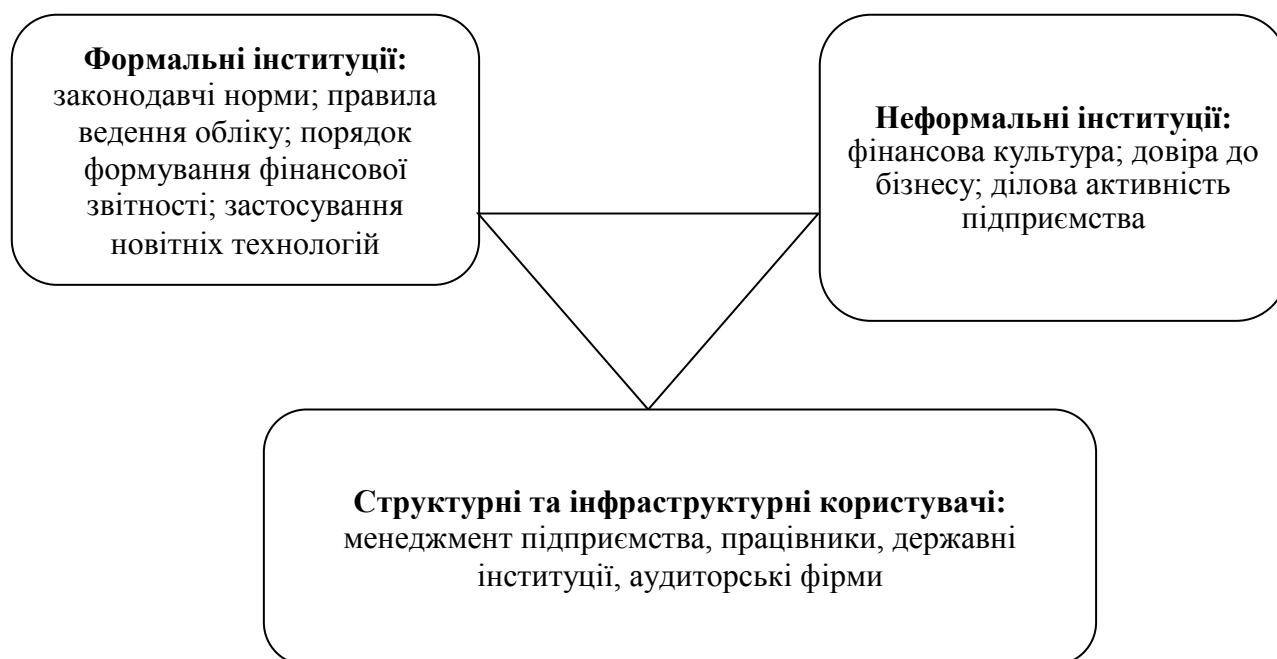 Формальні інституції:
законодавчі норми; правила
ведення обліку; порядок
формування фінансової
звітності; застосування
новітніх технологій
Неформальні інституції:
фінансова культура; довіра до
бізнесу; ділова активність
підприємства
Структурні та інфраструктурні користувачі:
менеджмент підприємства, працівники, державні
інституції, аудиторські фірми